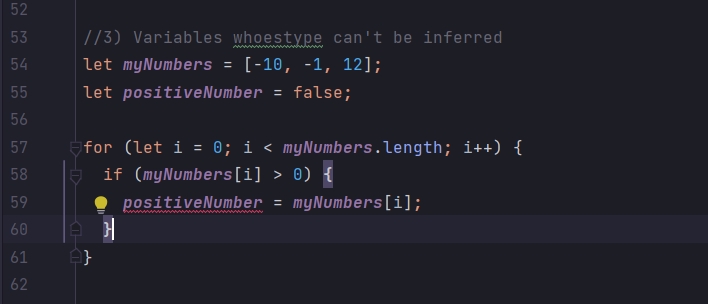 52
53 //3) Variables whoestype can't be inferred
54 let myNumbers = [-10, -1, 12];
55 let positiveNumber = false;
56
57 for (let i = 0; i < myNumbers.length; i++) {
58   if (myNumbers[i] > 0) {
59     positiveNumber = myNumbers[i];
60   }
61 }
62